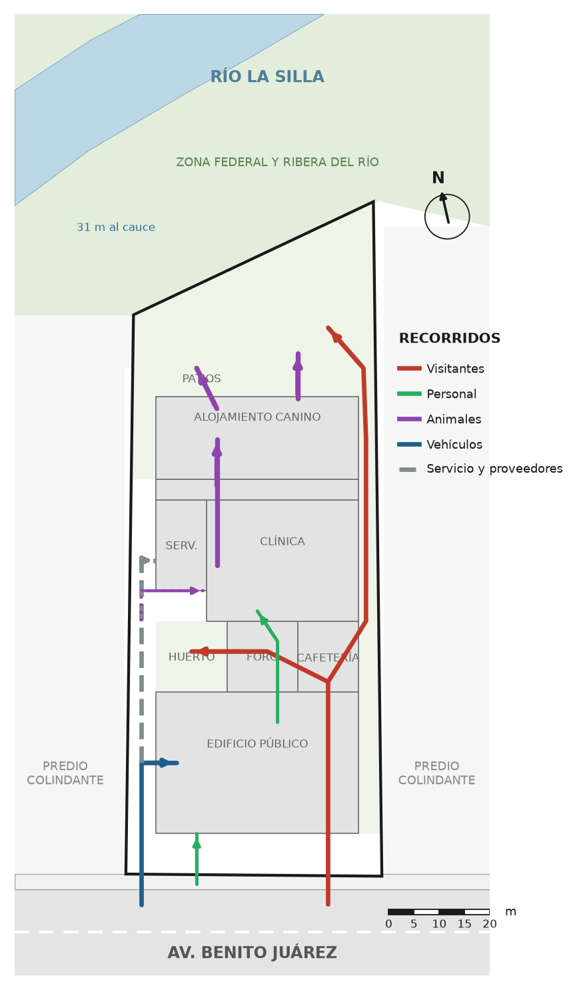 RÍO LA SILLA
ZONA FEDERAL Y RIBERA DEL RÍO
N
31 m al cauce
RECORRIDOS
Visitantes
Personal
Animales
Vehículos
Servicio y proveedores
PATIOS
ALOJAMIENTO CANINO
SERV.
CLÍNICA
HUERTO
FORO
CAFETERÍA
EDIFICIO PÚBLICO
PREDIO
COLINDANTE
PREDIO
COLINDANTE
m
0 5 10 15 20
AV. BENITO JUÁREZ